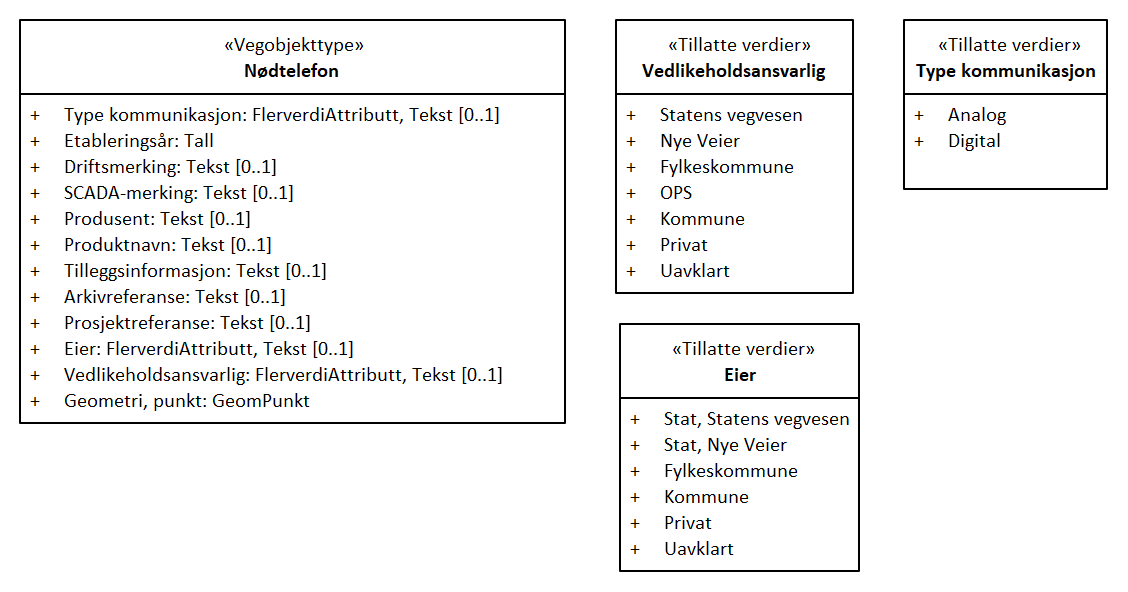 «Vegobjekttype»
Nødtelefon
+ Type kommunikasjon: FlerverdiAttributt, Tekst [0..1]
+ Etableringsår: Tall
+ Driftsmerking: Tekst [0..1]
+ SCADA-merking: Tekst [0..1]
+ Produsent: Tekst [0..1]
+ Produktnavn: Tekst [0..1]
+ Tilleggsinformasjon: Tekst [0..1]
+ Arkivreferanse: Tekst [0..1]
+ Prosjektreferanse: Tekst [0..1]
+ Eier: FlerverdiAttributt, Tekst [0..1]
+ Vedlikeholdsansvarlig: FlerverdiAttributt, Tekst [0..1]
+ Geometri, punkt: GeomPunkt
«Tillatte verdier»
Vedlikeholdsansvarlig
+ Statens vegvesen
+ Nye Veier
+ Fylkeskommune
+ OPS
+ Kommune
+ Privat
+ Uavklart
«Tillatte verdier»
Type kommunikasjon
+ Analog
+ Digital
«Tillatte verdier»
Eier
+ Stat, Statens vegvesen
+ Stat, Nye Veier
+ Fylkeskommune
+ Kommune
+ Privat
+ Uavklart